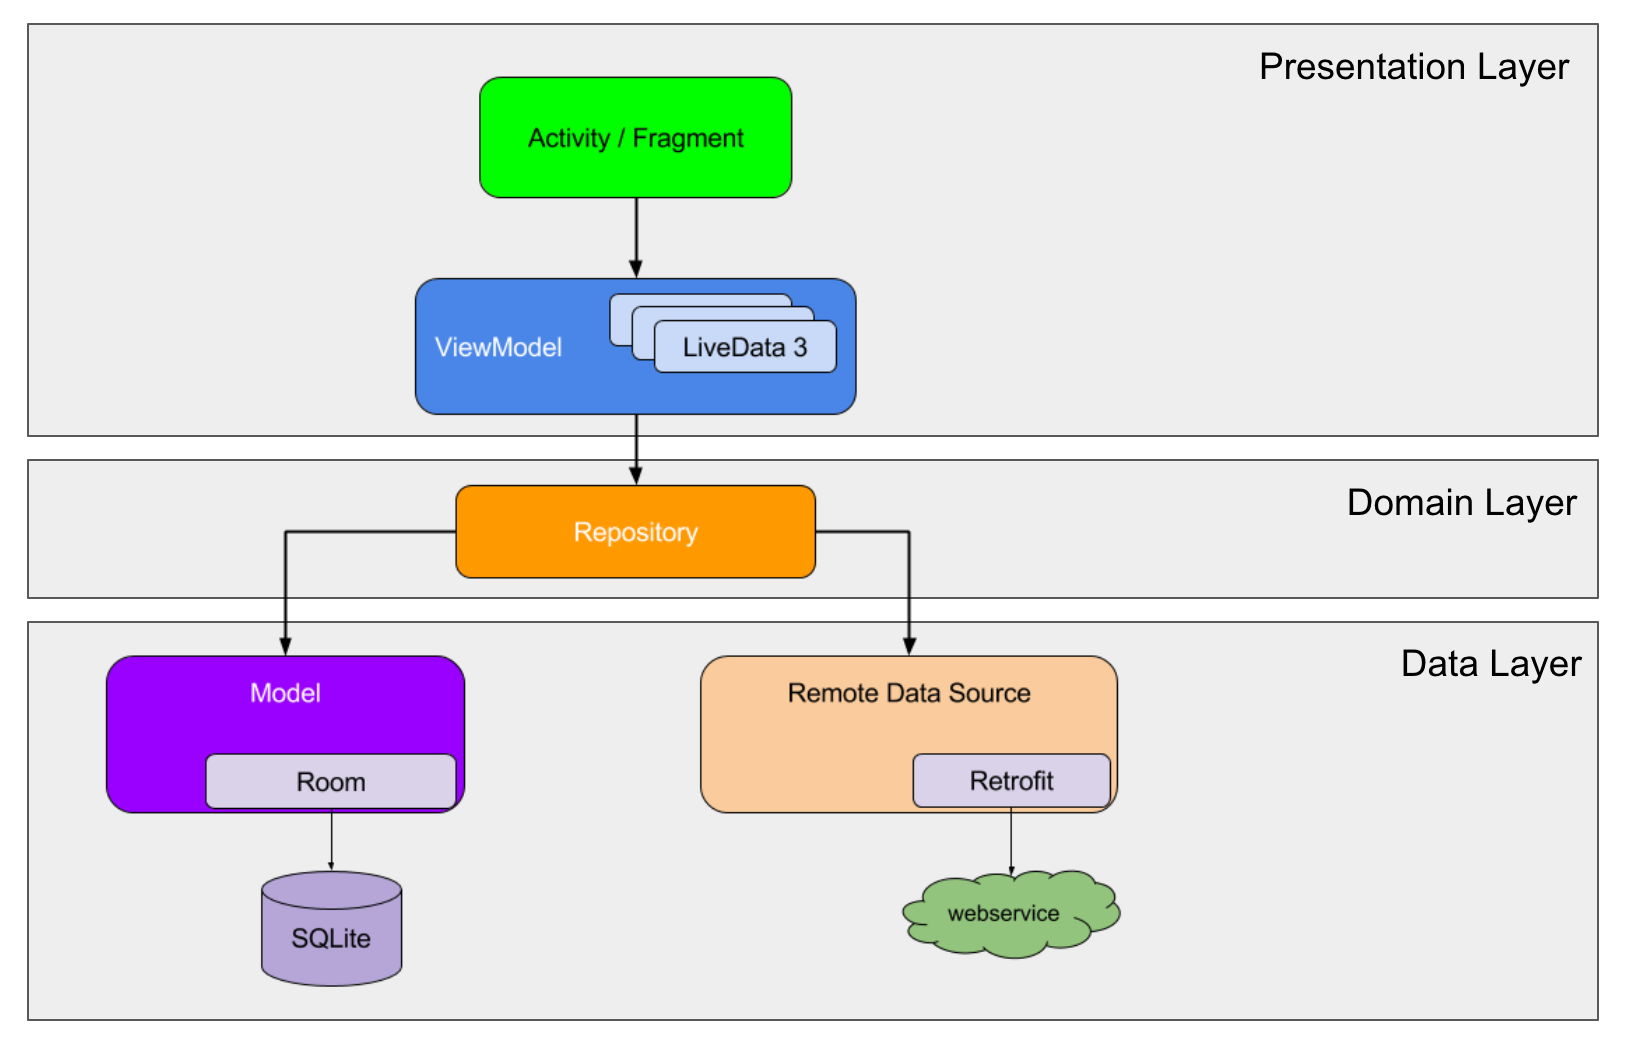 Presentation Layer
Activity / Fragment
ViewModel
LiveData 3
Domain Layer
Repository
Data Layer
Model
Remote Data Source
Room
Retrofit
SQLite
webservice